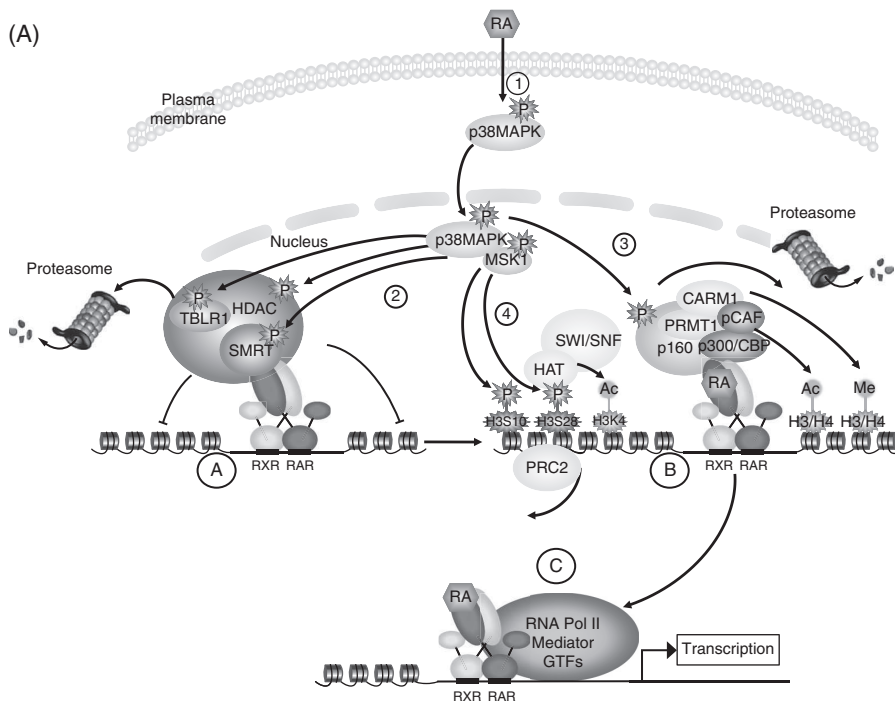 (A)
RA
1
Plasma
membrane
P
p38MAPK
P
p38MAPK
P
MSK1
Nucleus
3
Proteasome
Proteasome
2
4
P
TBLR1
HDAC
P
P
SMRT
P
CARM1
pCAF
PRMT1
p160
p300/CBP
SWI/SNF
HAT
RA
P
P
Ac
Ac
Me
H3S10
H3S28
H3K4
H3/H4
H3/H4
A
RXR
RAR
PRC2
B
RXR
RAR
C
RA
RNA Pol II
Mediator
GTFs
Transcription
RXR
RAR